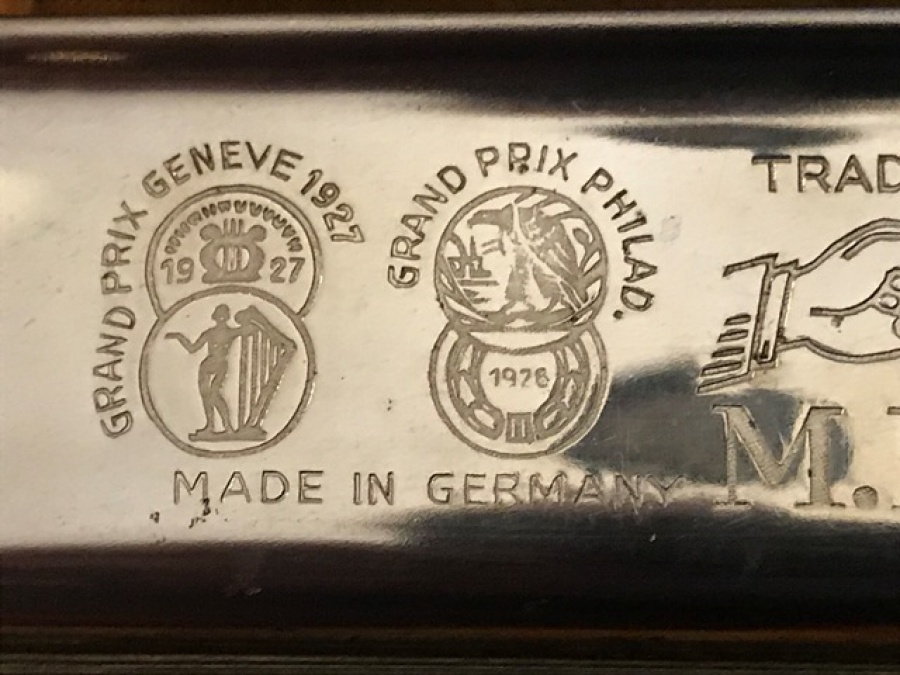 GRAND PRIX GENEVE 1927
19 27
GRAND PRIX PHILAD.
1926
TRAD
M.
MADE IN GERMANY